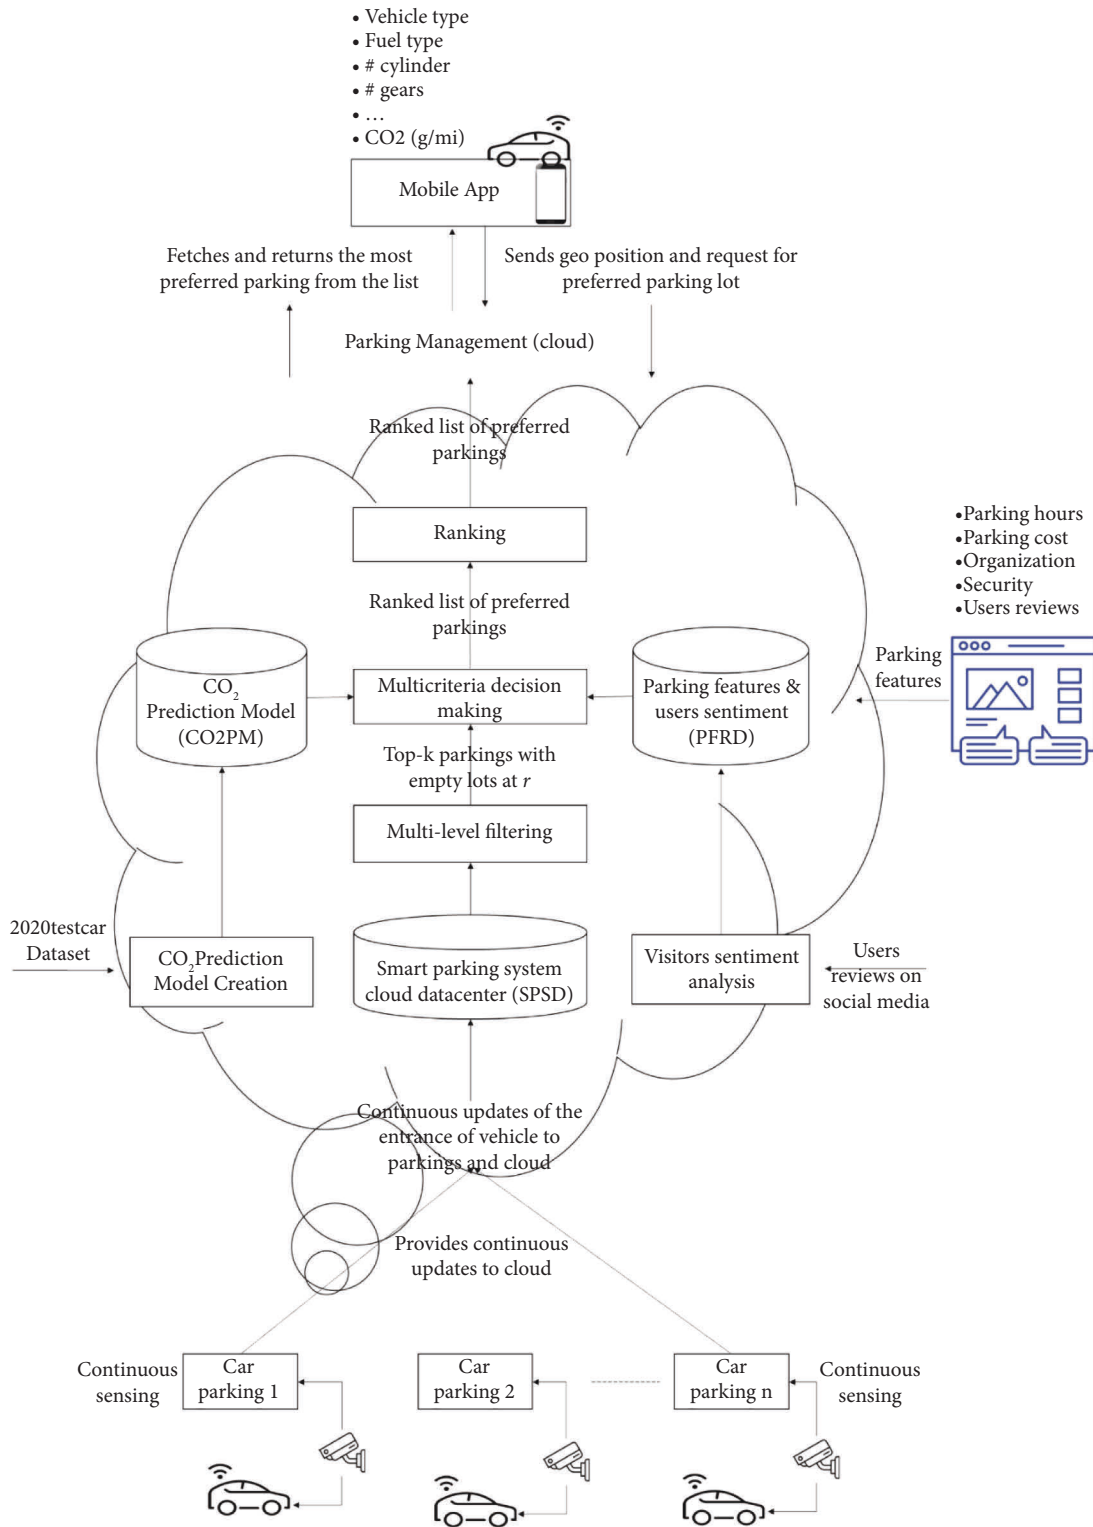 • Vehicle type
• Fuel type
• # cylinder
• # gears
• ...
• CO2 (g/mi)
Mobile App
Fetches and returns the most
preferred parking from the list
Sends geo position and request for
preferred parking lot
Parking Management (cloud)
Ranked list of preferred
parkings
Ranking
•Parking hours
•Parking cost
•Organization
•Security
•Users reviews
Ranked list of preferred
parkings
Parking
features
CO₂
Prediction Model
(CO2PM)
Multicriteria decision
making
Parking features &
users sentiment
(PFRD)
Top-k parkings with
empty lots at r
Multi-level filtering
2020testcar
Dataset
CO₂Prediction
Model Creation
Smart parking system
cloud datacenter (SPSD)
Visitors sentiment
analysis
Users
reviews on
social media
Continuous updates of the
entrance of vehicle to
parkings and cloud
Provides continuous
updates to cloud
Continuous
sensing
Car
parking 1
Car
parking 2
Car
parking n
Continuous
sensing